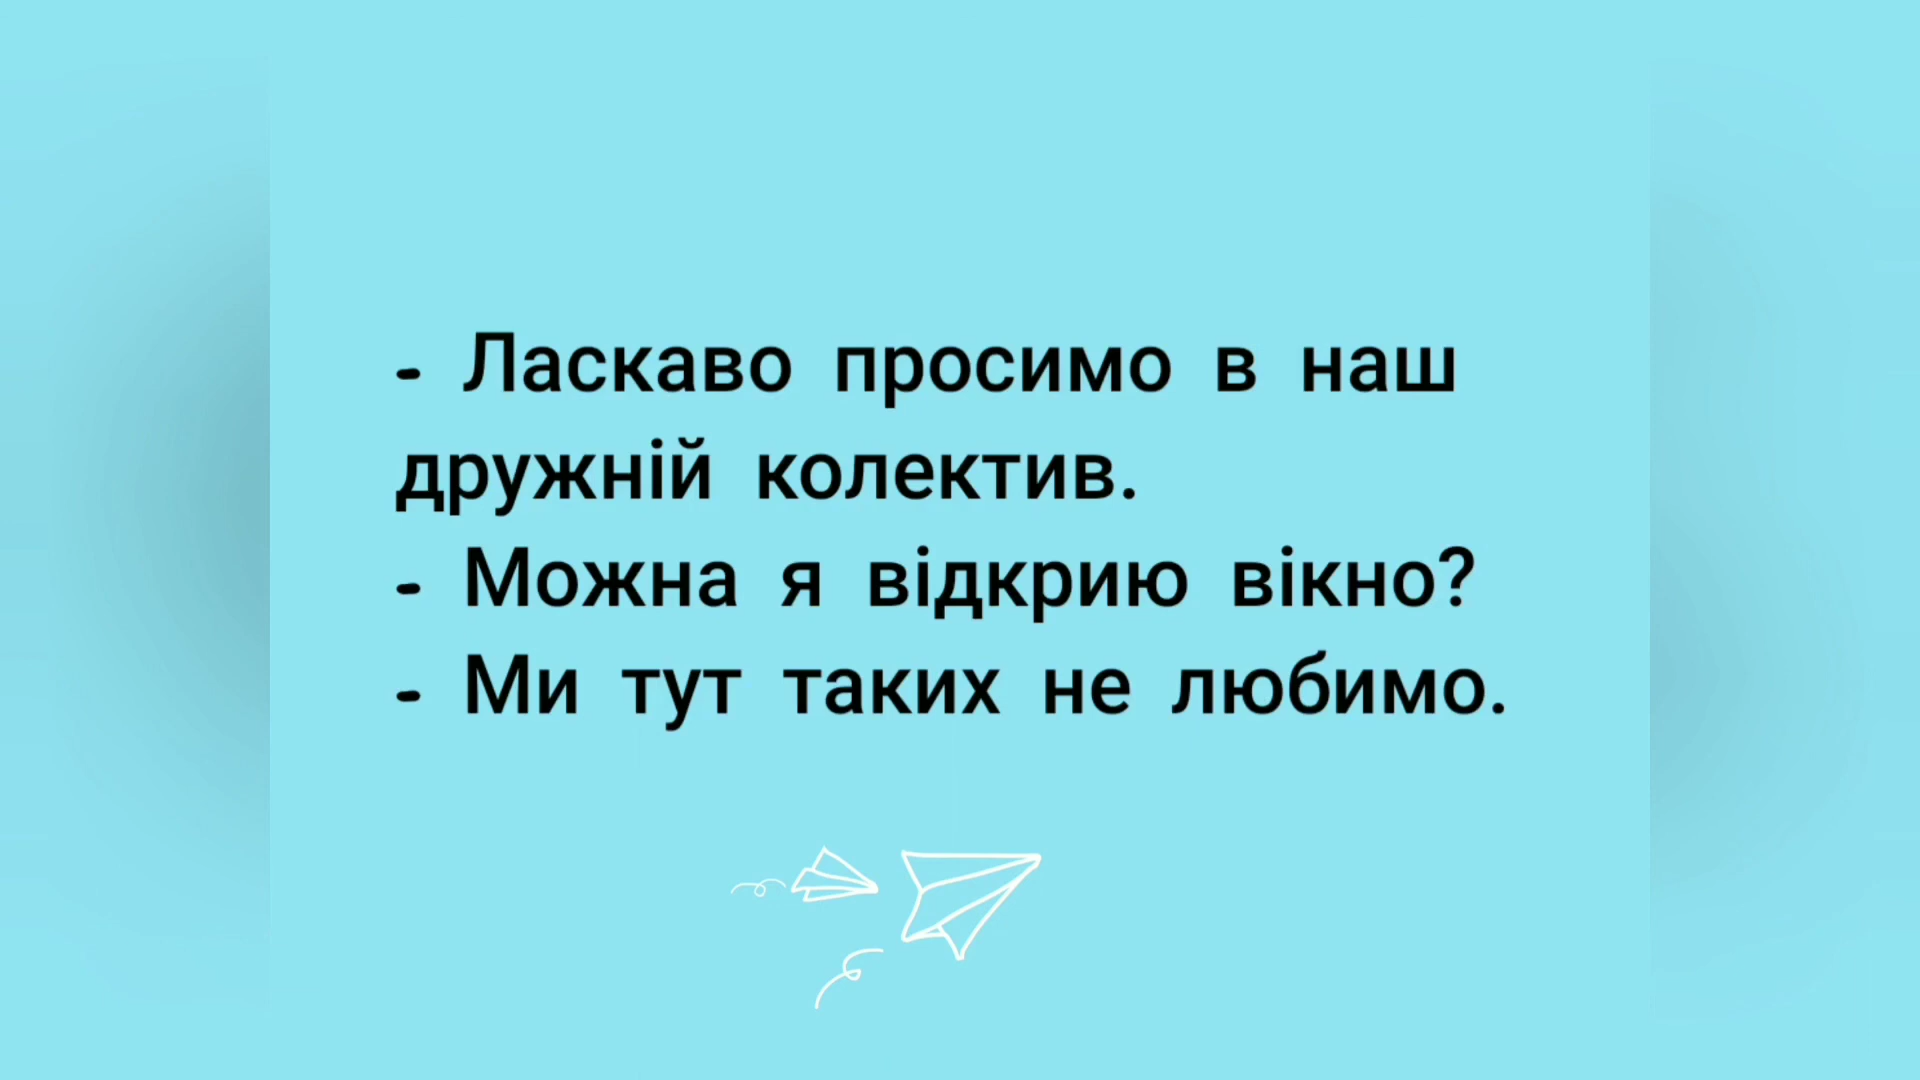 - Ласкаво просимо в наш
дружній колектив.
- Можна я відкрию вікно?
- Ми тут таких не любимо.